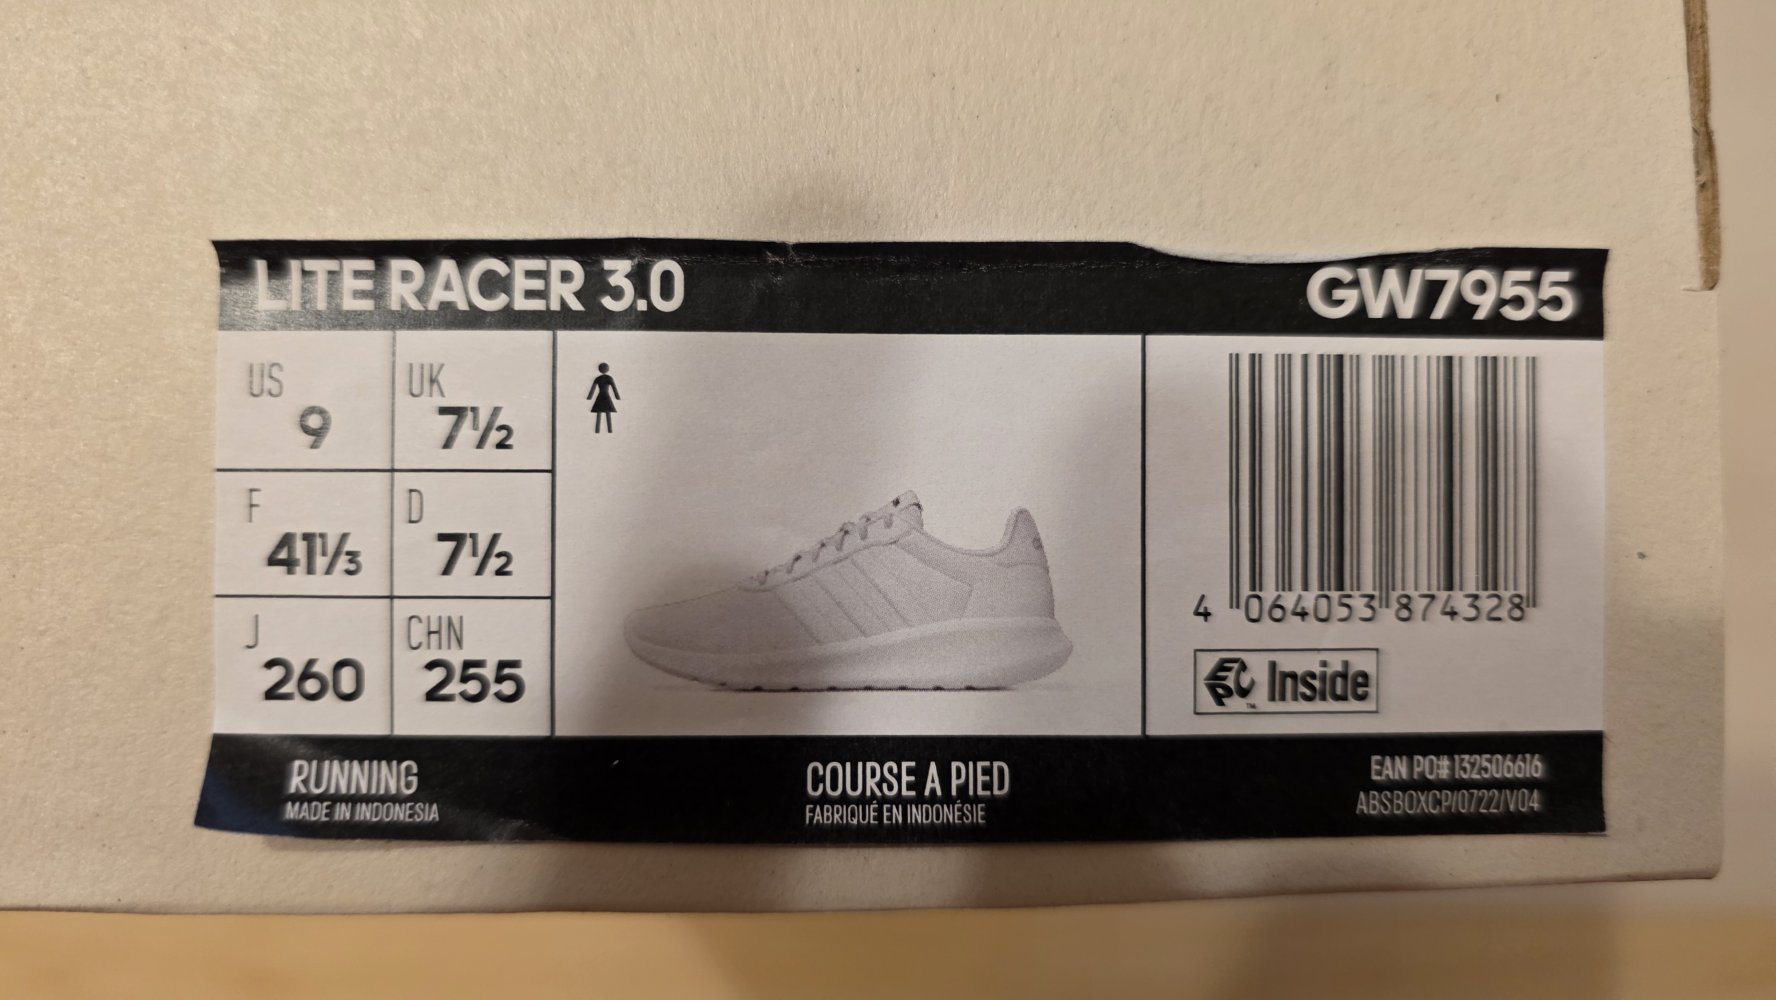 LITE RACER 3.0
GW7955
US
9
UK
7½
F
41⅓
D
7½
J
260
CHN
255
4 064053 874328
EPC Inside
RUNNING
MADE IN INDONESIA
COURSE A PIED
FABRIQUÉ EN INDONÉSIE
EAN PO# 132506616
ABSBOXCP/0722/V04